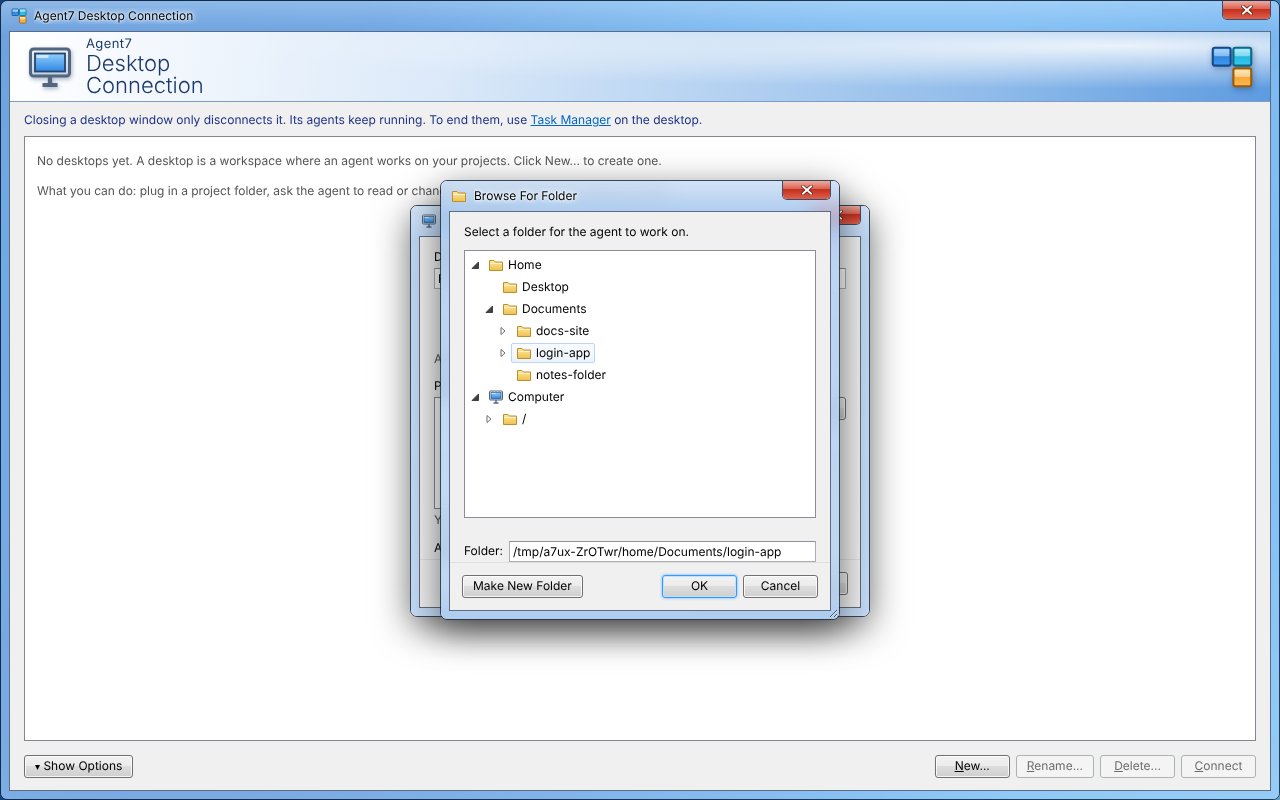 Agent7 Desktop Connection
Agent7
Desktop
Connection
Closing a desktop window only disconnects it. Its agents keep running. To end them, use Task Manager on the desktop.
No desktops yet. A desktop is a workspace where an agent works on your projects. Click New... to create one.
What you can do: plug in a project folder, ask the agent to read or
Browse For Folder
Select a folder for the agent to work on.
Home
Desktop
Documents
docs-site
login-app
notes-folder
Computer
/
Folder: /tmp/a7ux-ZrOTwr/home/Documents/login-app
Make New Folder OK Cancel
▾ Show Options New... Rename... Delete... Connect